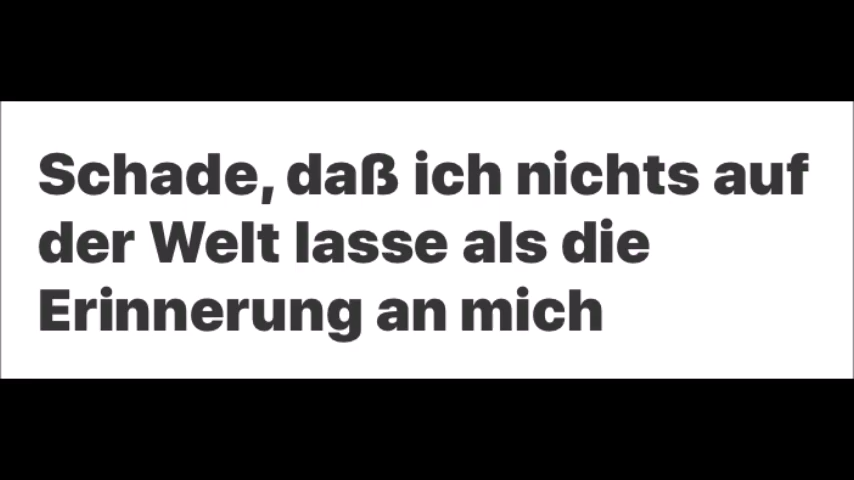 Schade, daß ich nichts auf
der Welt lasse als die
Erinnerung an mich